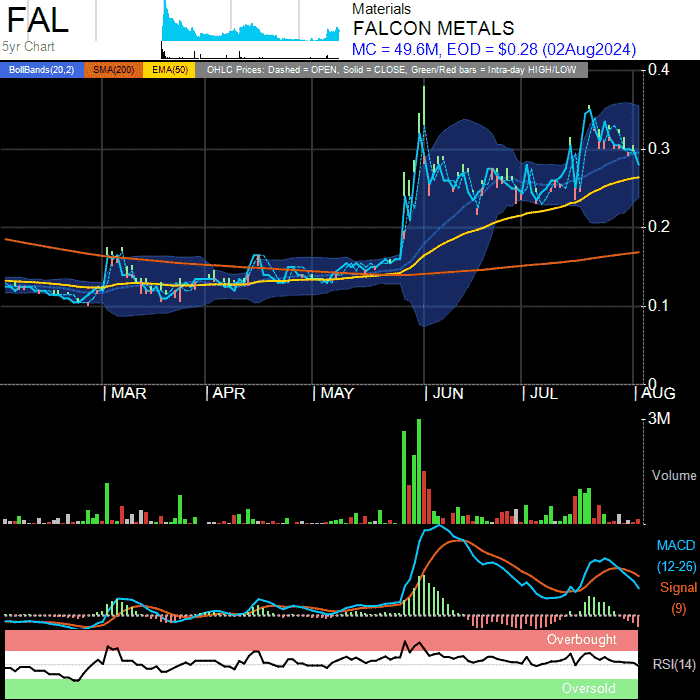 FAL
5yr Chart
Materials
FALCON METALS
MC = 49.6M, EOD = $0.28 (02Aug2024)
BollBands(20,2) SMA(200) EMA(50) OHLC Prices: Dashed = OPEN, Solid = CLOSE, Green/Red bars = Intra-day HIGH/LOW
0.4
0.3
0.2
0.1
0
MAR APR MAY JUN JUL AUG
3M
Volume
MACD
(12-26)
Signal
(9)
Overbought
RSI(14)
Oversold